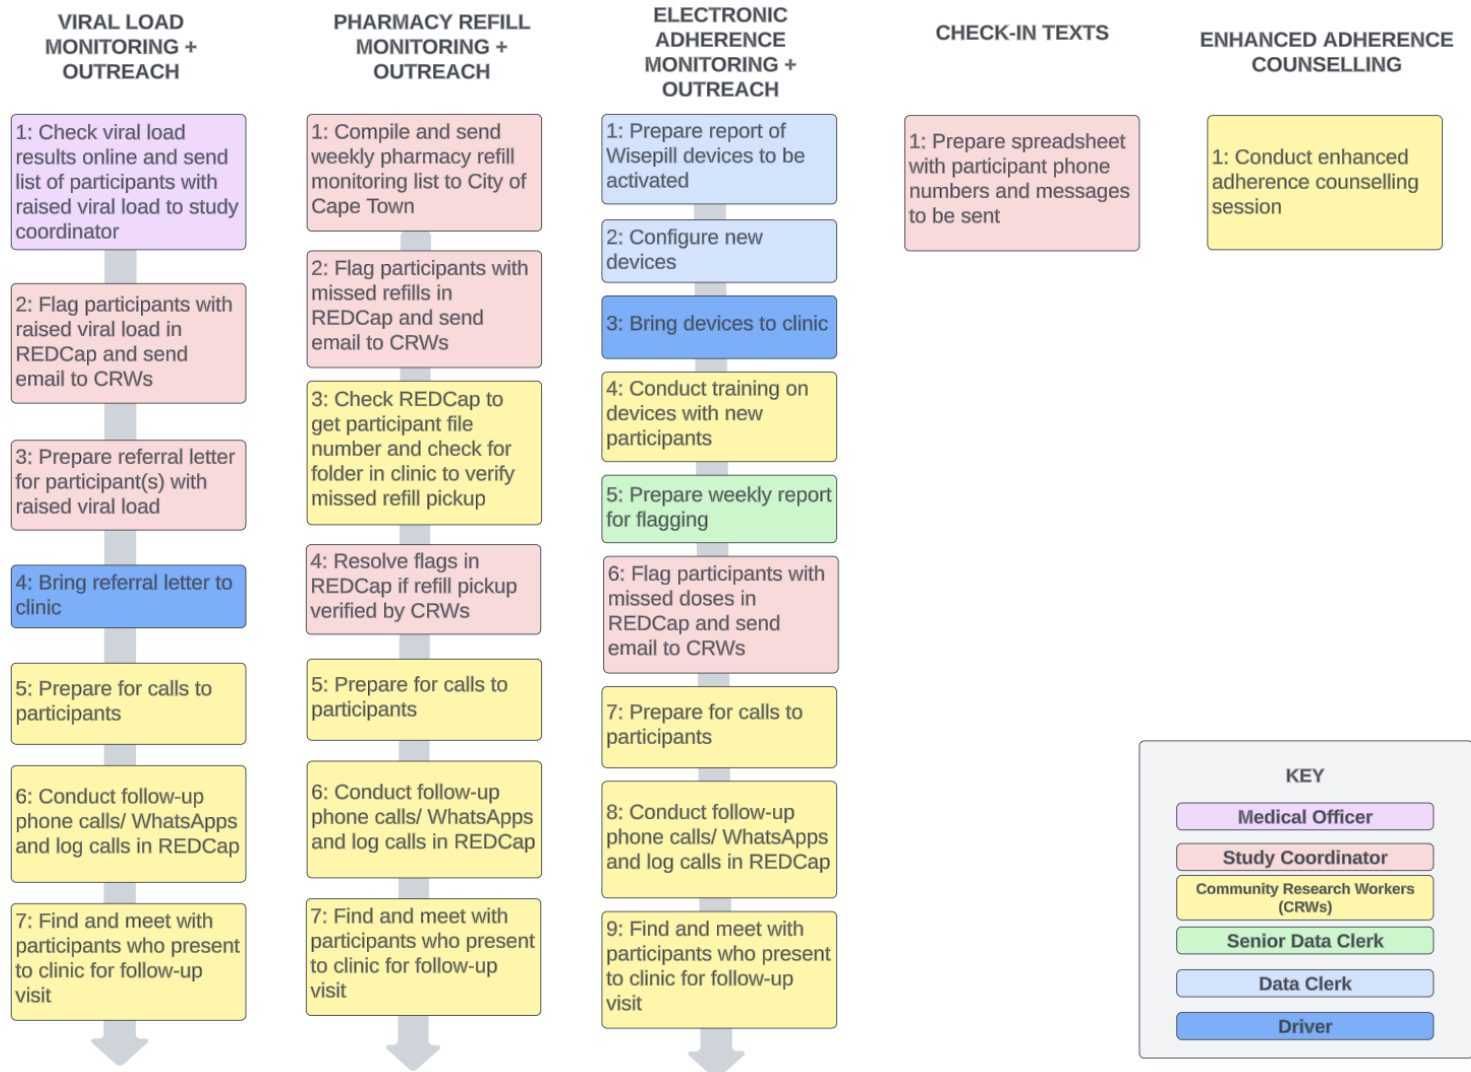 VIRAL LOAD
MONITORING +
OUTREACH
1: Check viral load
results online and send
list of participants with
raised viral load to study
coordinator
2: Flag participants with
raised viral load in
REDCap and send
email to CRWs
3: Prepare referral letter
for participant(s) with
raised viral load
4: Bring referral letter to
clinic
5: Prepare for calls to
participants
6: Conduct follow-up
phone calls/ WhatsApps
and log calls in REDCap
7: Find and meet with
participants who present
to clinic for follow-up
visit
PHARMACY REFILL
MONITORING +
OUTREACH
1: Compile and send
weekly pharmacy refill
monitoring list to City of
Cape Town
2: Flag participants with
missed refills in
REDCap and send
email to CRWs
3: Check REDCap to
get participant file
number and check for
folder in clinic to verify
missed refill pickup
4: Resolve flags in
REDCap if refill pickup
verified by CRWs
5: Prepare for calls to
participants
6: Conduct follow-up
phone calls/ WhatsApps
and log calls in REDCap
7: Find and meet with
participants who present
to clinic for follow-up
visit
ELECTRONIC
ADHERENCE
MONITORING +
OUTREACH
1: Prepare report of
Wisepill devices to be
activated
2: Configure new
devices
3: Bring devices to clinic
4: Conduct training on
devices with new
participants
5: Prepare weekly report
for flagging
6: Flag participants with
missed doses in
REDCap and send
email to CRWs
7: Prepare for calls to
participants
8: Conduct follow-up
phone calls/ WhatsApps
and log calls in REDCap
9: Find and meet with
participants who present
to clinic for follow-up
visit
CHECK-IN TEXTS
1: Prepare spreadsheet
with participant phone
numbers and messages
to be sent
ENHANCED ADHERENCE
COUNSELLING
1: Conduct enhanced
adherence counselling
session
KEY
Medical Officer
Study Coordinator
Community Research Workers
(CRWs)
Senior Data Clerk
Data Clerk
Driver